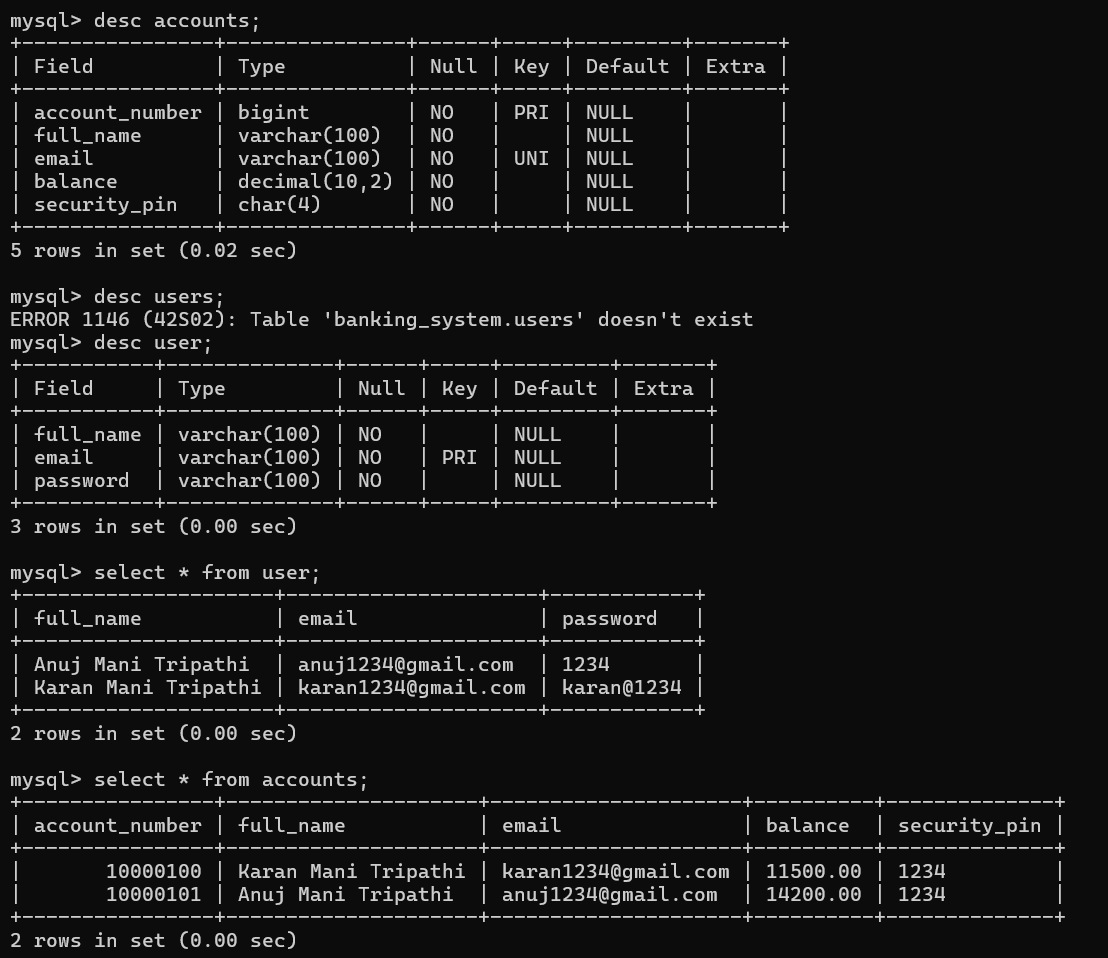 mysql> desc accounts;
+----------------+---------------+------+-----+---------+-------+
| Field          | Type          | Null | Key | Default | Extra |
+----------------+---------------+------+-----+---------+-------+
| account_number | bigint        | NO   | PRI | NULL    |       |
| full_name      | varchar(100)  | NO   |     | NULL    |       |
| email          | varchar(100)  | NO   | UNI | NULL    |       |
| balance        | decimal(10,2) | NO   |     | NULL    |       |
| security_pin   | char(4)       | NO   |     | NULL    |       |
+----------------+---------------+------+-----+---------+-------+
5 rows in set (0.02 sec)

mysql> desc users;
ERROR 1146 (42S02): Table 'banking_system.users' doesn't exist
mysql> desc user;
+-----------+--------------+------+-----+---------+-------+
| Field     | Type         | Null | Key | Default | Extra |
+-----------+--------------+------+-----+---------+-------+
| full_name | varchar(100) | NO   |     | NULL    |       |
| email     | varchar(100) | NO   | PRI | NULL    |       |
| password  | varchar(100) | NO   |     | NULL    |       |
+-----------+--------------+------+-----+---------+-------+
3 rows in set (0.00 sec)

mysql> select * from user;
+---------------------+---------------------+------------+
| full_name           | email               | password   |
+---------------------+---------------------+------------+
| Anuj Mani Tripathi  | anuj1234@gmail.com  | 1234       |
| Karan Mani Tripathi | karan1234@gmail.com | karan@1234 |
+---------------------+---------------------+------------+
2 rows in set (0.00 sec)

mysql> select * from accounts;
+----------------+---------------------+---------------------+----------+--------------+
| account_number | full_name           | email               | balance  | security_pin |
+----------------+---------------------+---------------------+----------+--------------+
|       10000100 | Karan Mani Tripathi | karan1234@gmail.com | 11500.00 | 1234         |
|       10000101 | Anuj Mani Tripathi  | anuj1234@gmail.com  | 14200.00 | 1234         |
+----------------+---------------------+---------------------+----------+--------------+
2 rows in set (0.00 sec)